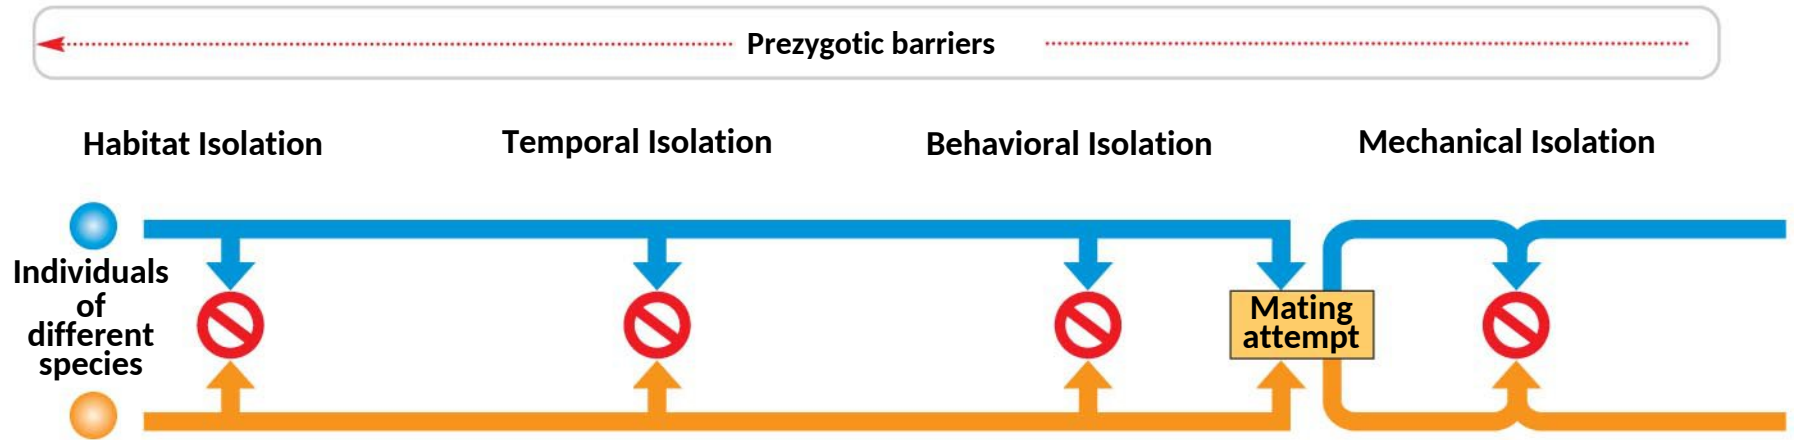 Prezygotic barriers
Habitat Isolation
Temporal Isolation
Behavioral Isolation
Mechanical Isolation
Individuals
of
different
species
Mating
attempt